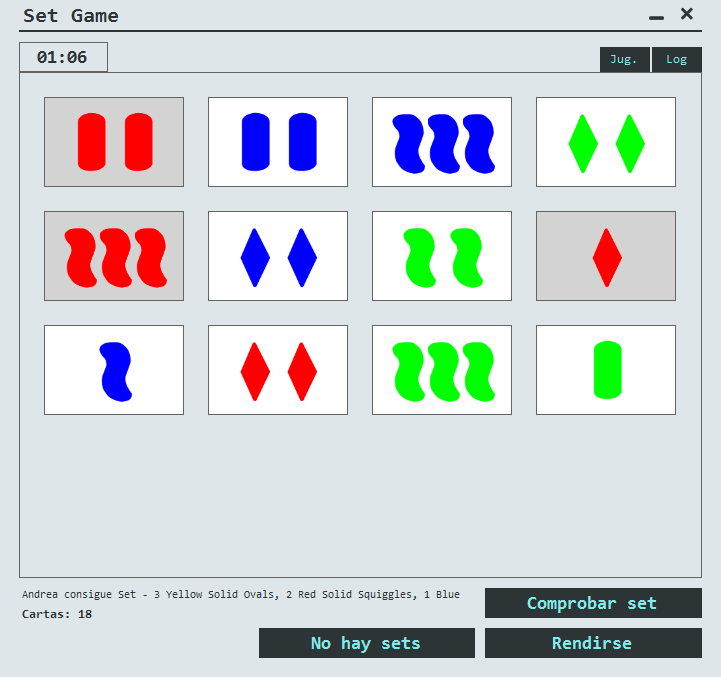 Set Game
01:06
Jug.
Log
Andrea consigue Set - 3 Yellow Solid Ovals, 2 Red Solid Squiggles, 1 Blue
Comprobar set
Cartas: 18
No hay sets
Rendirse